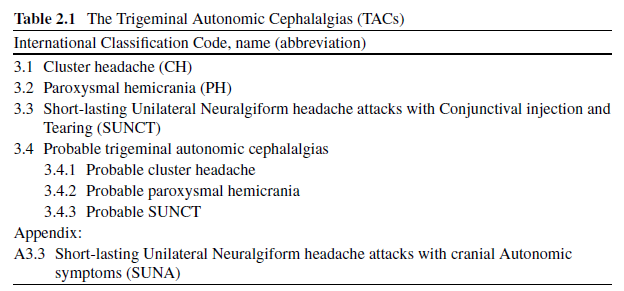 Table 2.1 The Trigeminal Autonomic Cephalalgias (TACs)
International Classification Code, name (abbreviation)
3.1 Cluster headache (CH)
3.2 Paroxysmal hemicrania (PH)
3.3 Short-lasting Unilateral Neuralgiform headache attacks with Conjunctival injection and
Tearing (SUNCT)
3.4 Probable trigeminal autonomic cephalalgias
3.4.1 Probable cluster headache
3.4.2 Probable paroxysmal hemicrania
3.4.3 Probable SUNCT
Appendix:
A3.3 Short-lasting Unilateral Neuralgiform headache attacks with cranial Autonomic
symptoms (SUNA)